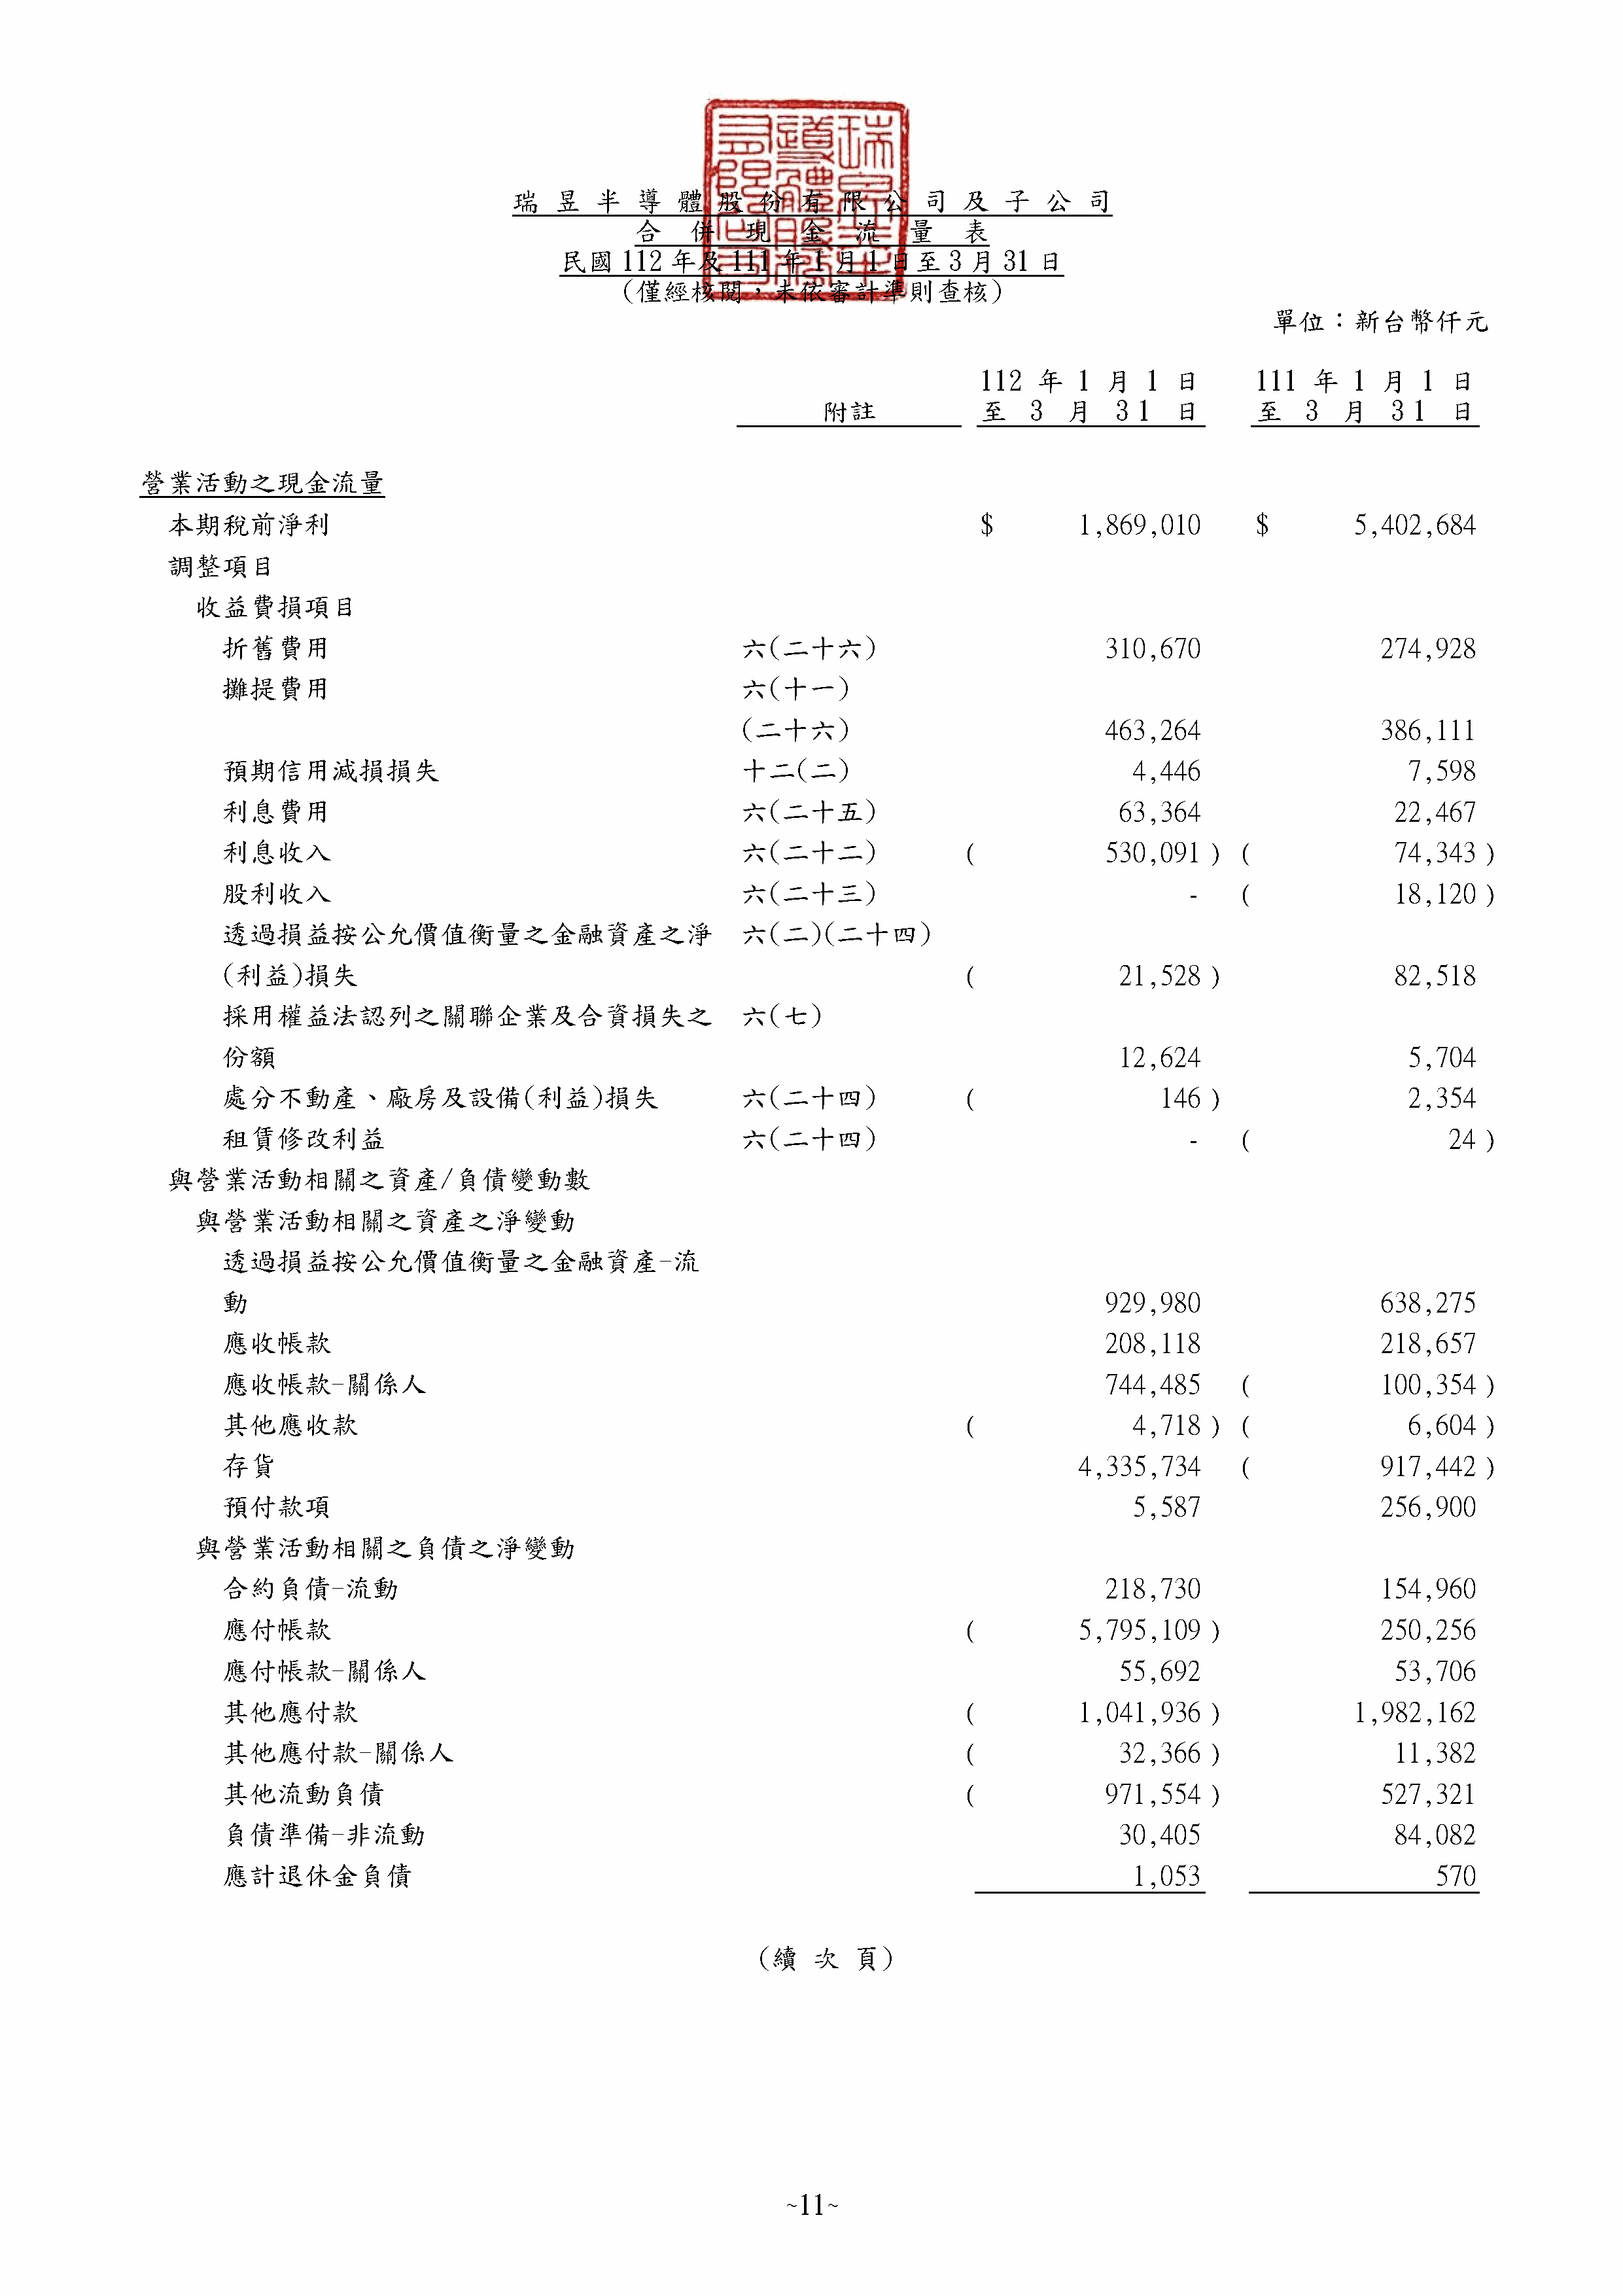 瑞昱半導體股份有限公司及子公司
合併現金流量表
民國112年及111年1月1日至3月31日
(僅經核閱，未依審計準則查核)
單位：新台幣仟元
112 年 1 月 1 日 111 年 1 月 1 日
附註 至 3 月 31 日 至 3 月 31 日
營業活動之現金流量
本期稅前淨利 $ 1,869,010 $ 5,402,684
調整項目
收益費損項目
折舊費用 六(二十六) 310,670 274,928
攤提費用 六(十一)
(二十六) 463,264 386,111
預期信用減損損失 十二(二) 4,446 7,598
利息費用 六(二十五) 63,364 22,467
利息收入 六(二十二) ( 530,091 ) ( 74,343 )
股利收入 六(二十三) - ( 18,120 )
透過損益按公允價值衡量之金融資產之淨 六(二)(二十四)
(利益)損失 ( 21,528 ) 82,518
採用權益法認列之關聯企業及合資損失之 六(七)
份額 12,624 5,704
處分不動產、廠房及設備(利益)損失 六(二十四) ( 146 ) 2,354
租賃修改利益 六(二十四) - ( 24 )
與營業活動相關之資產/負債變動數
與營業活動相關之資產之淨變動
透過損益按公允價值衡量之金融資產-流
動 929,980 638,275
應收帳款 208,118 218,657
應收帳款-關係人 744,485 ( 100,354 )
其他應收款 ( 4,718 ) ( 6,604 )
存貨 4,335,734 ( 917,442 )
預付款項 5,587 256,900
與營業活動相關之負債之淨變動
合約負債-流動 218,730 154,960
應付帳款 ( 5,795,109 ) 250,256
應付帳款-關係人 55,692 53,706
其他應付款 ( 1,041,936 ) 1,982,162
其他應付款-關係人 ( 32,366 ) 11,382
其他流動負債 ( 971,554 ) 527,321
負債準備-非流動 30,405 84,082
應計退休金負債 1,053 570
(續 次 頁)
~11~